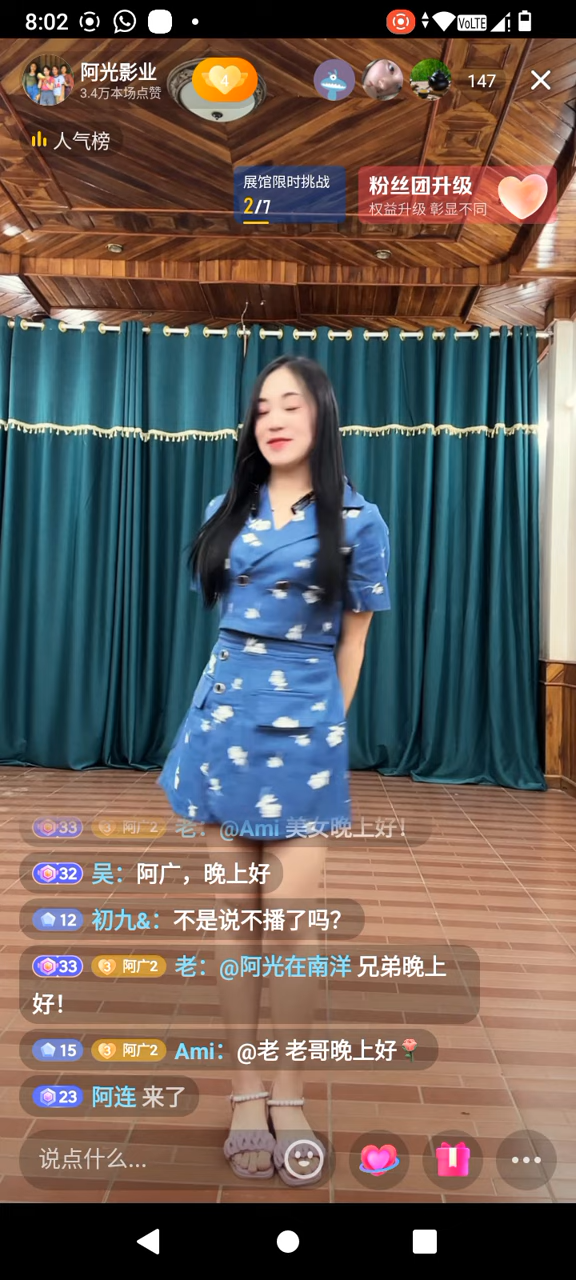 8:02
VoLTE
阿光影业
3.4万本场点赞
4
147
人气榜
展馆限时挑战
2/7
粉丝团升级
权益升级 彰显不同
33 3 阿广2 老：@Ami 美女晚上好！
32 吴：阿广，晚上好
12 初九&：不是说不播了吗？
33 3 阿广2 老：@阿光在南洋 兄弟晚上
好！
15 3 阿广2 Ami：@老 老哥晚上好🌹
23 阿连 来了
说点什么...